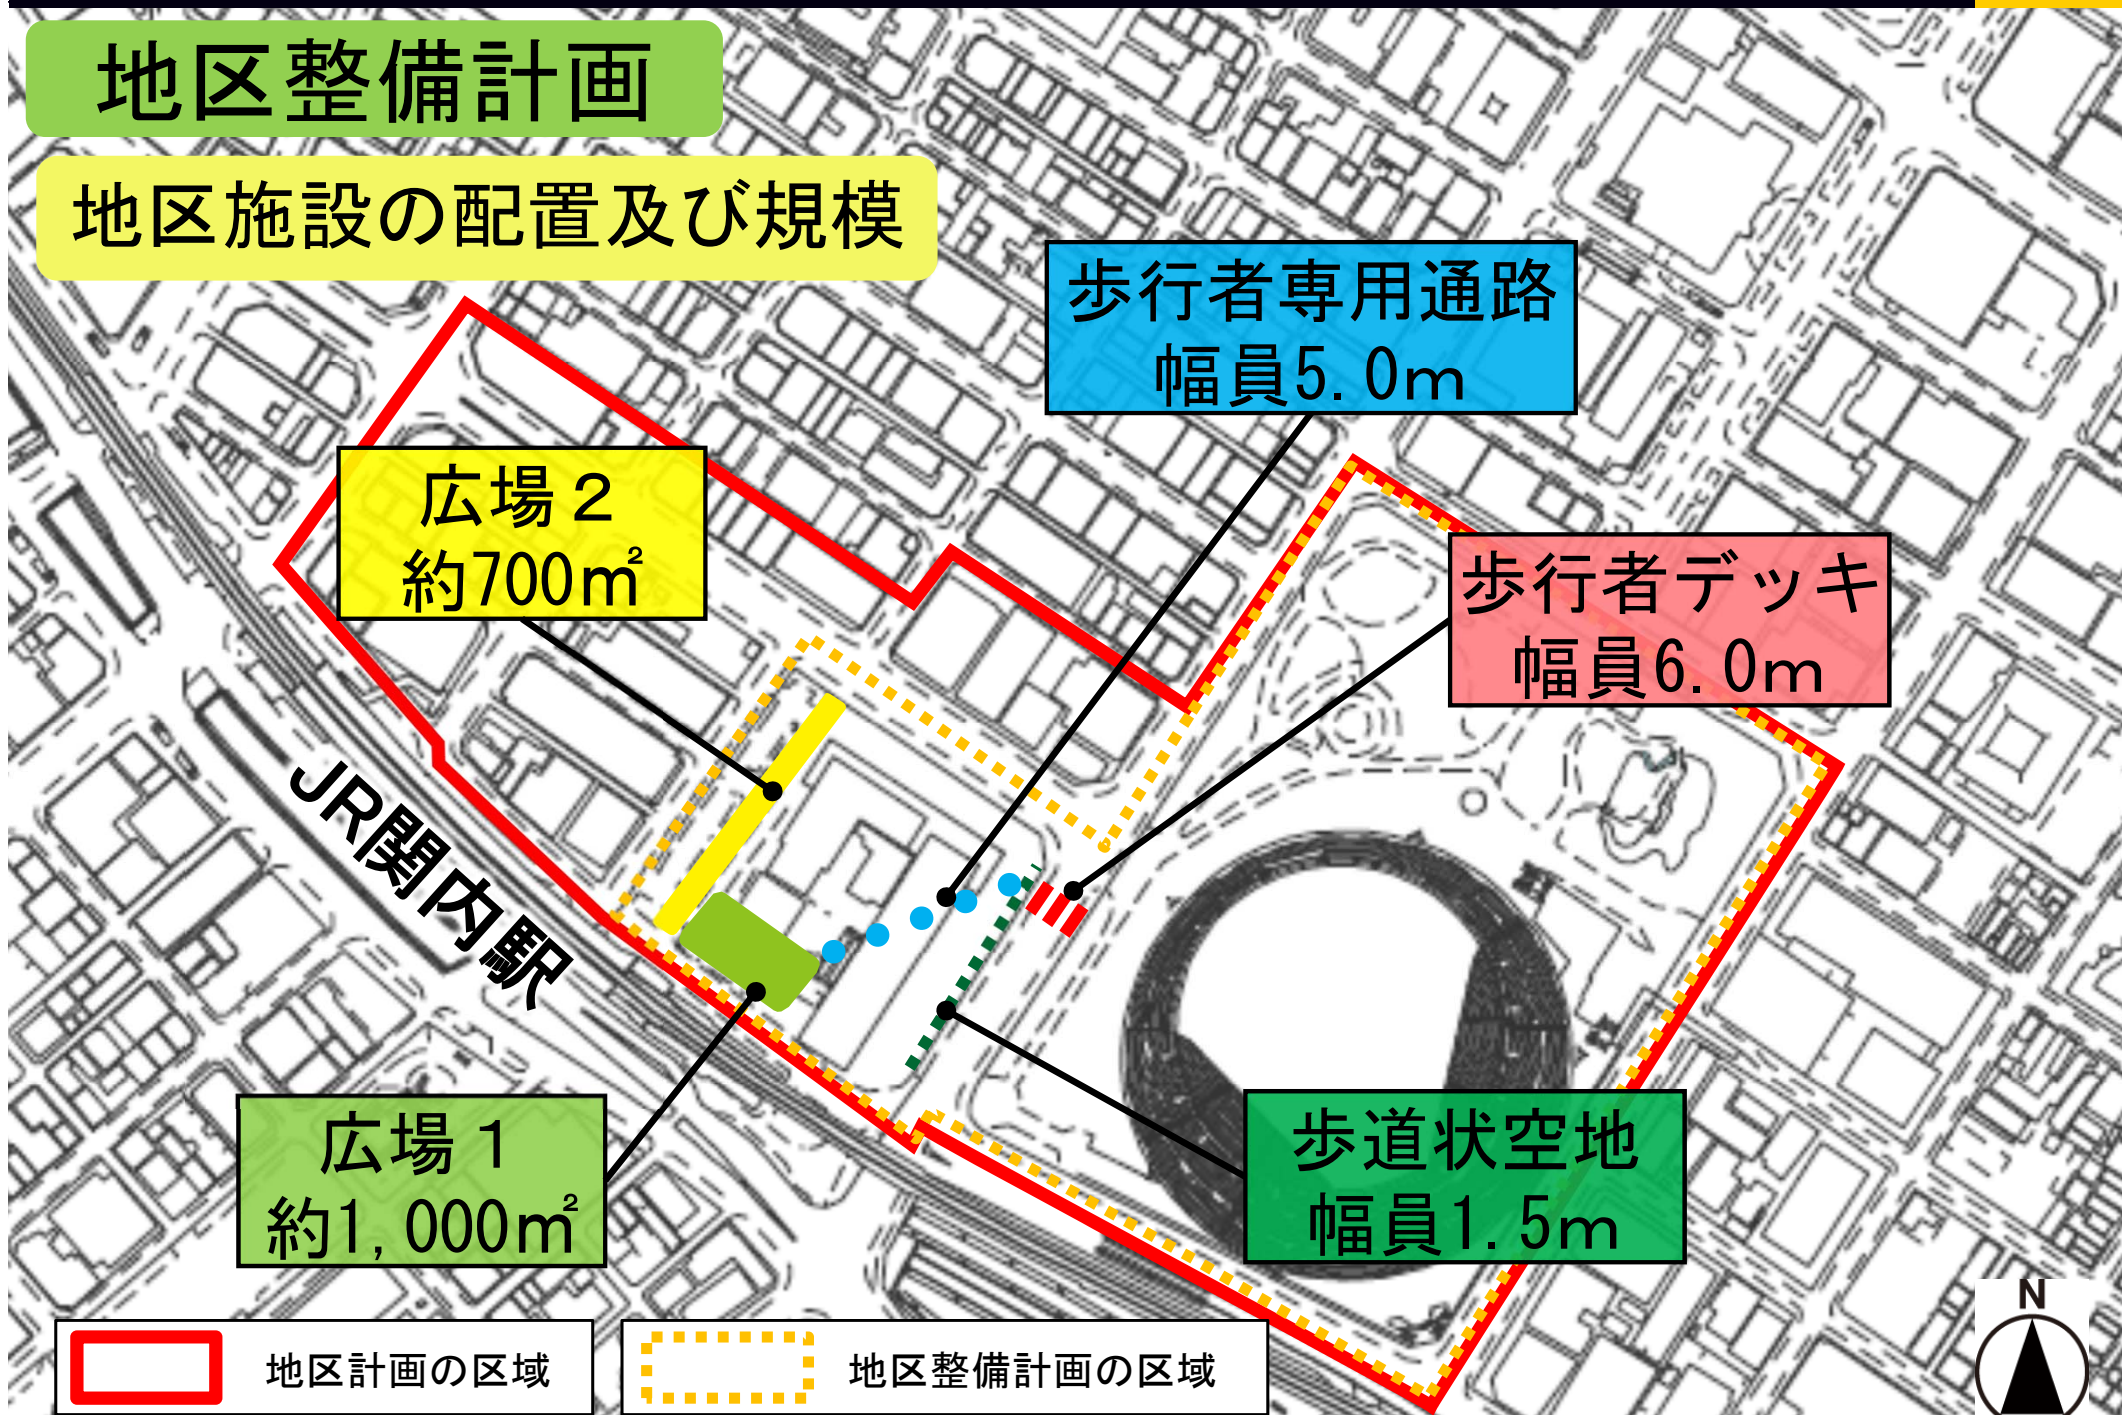 地区整備計画
地区施設の配置及び規模
歩行者専用通路
幅員5.0m
広場2
約700㎡
歩行者デッキ
幅員6.0m
JR関内駅
広場1
約1,000㎡
歩道状空地
幅員1.5m
地区計画の区域
地区整備計画の区域
N